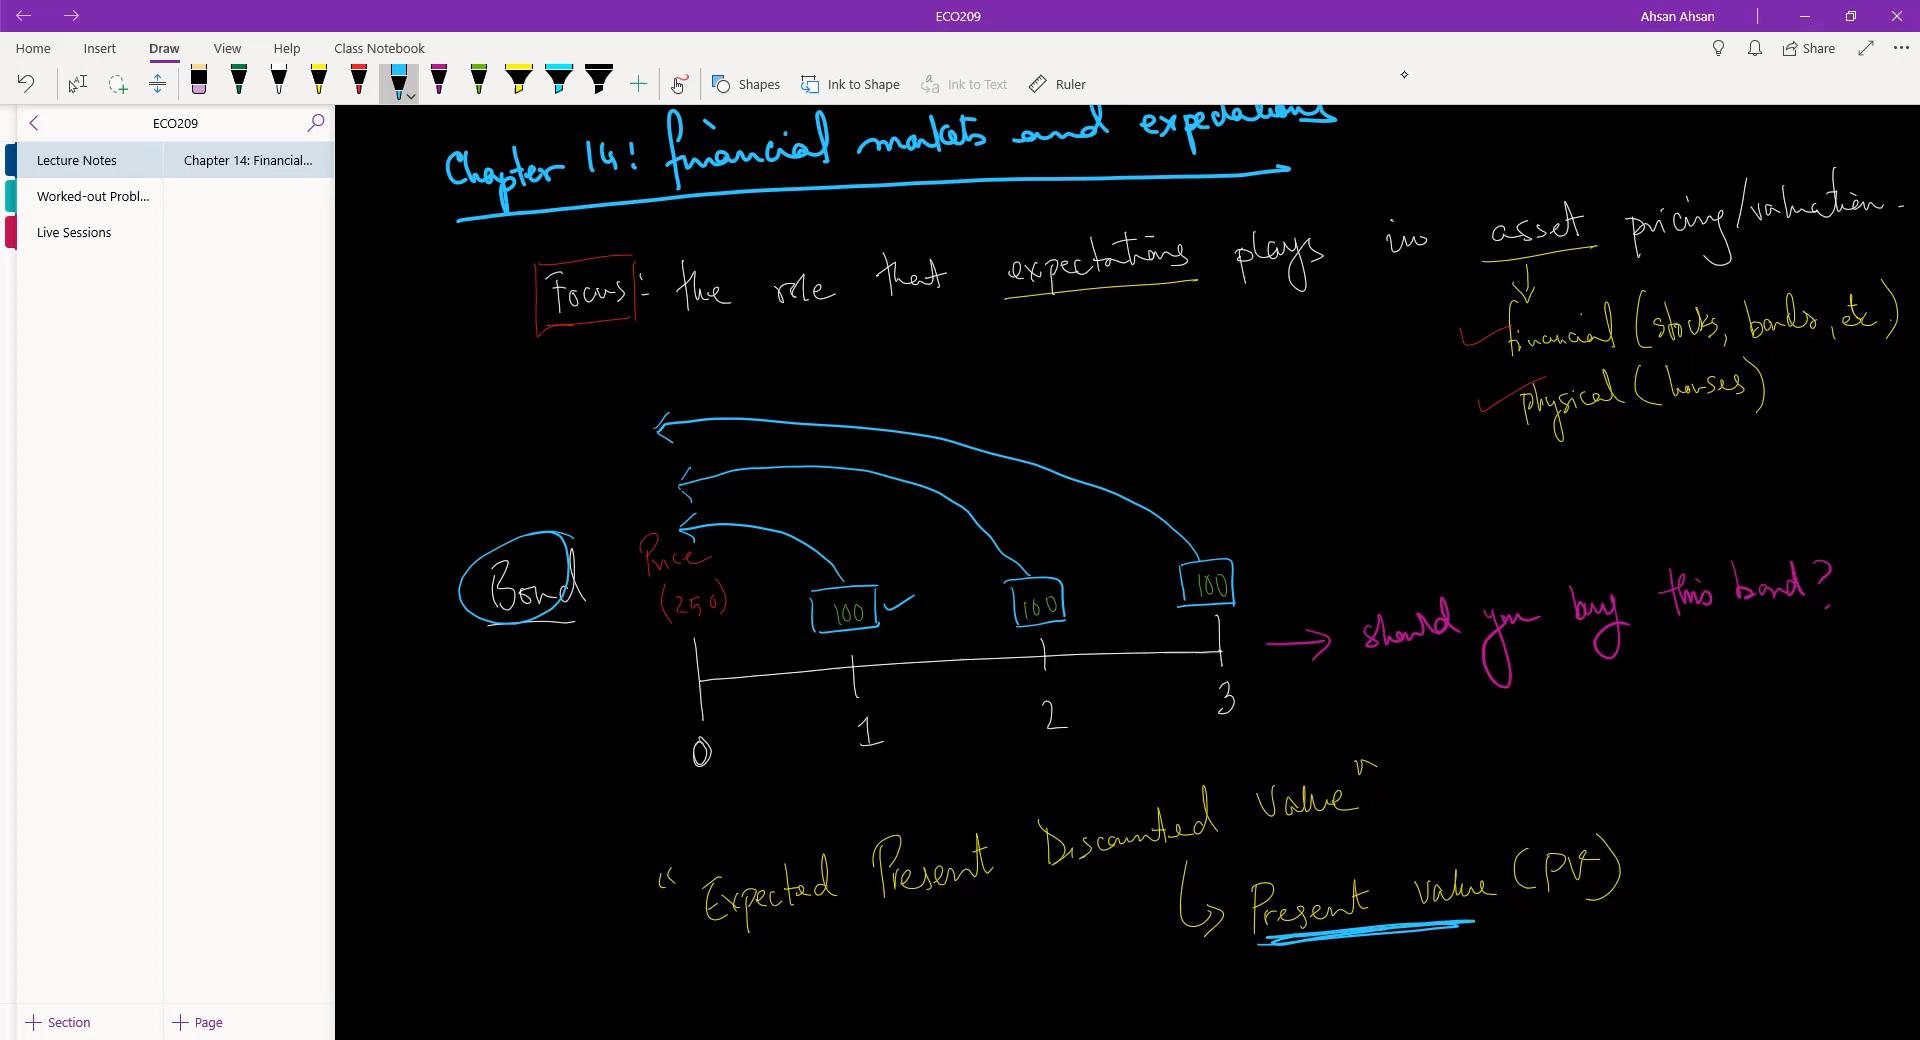 ECO209
Ahsan Ahsan
Home Insert Draw View Help Class Notebook
Share
Shapes Ink to Shape Ink to Text Ruler
ECO209
Lecture Notes
Chapter 14: Financial...
Worked-out Probl...
Live Sessions
Chapter 14: financial markets and expectations
Focus: the role that expectations plays in asset pricing/valuation.
financial (stocks, bonds, etc)
physical (houses)
Bond
Price
(250)
100
100
100
should you buy this bond?
0 1 2 3
"Expected Present Discounted Value"
Present value (PV)
Section
Page